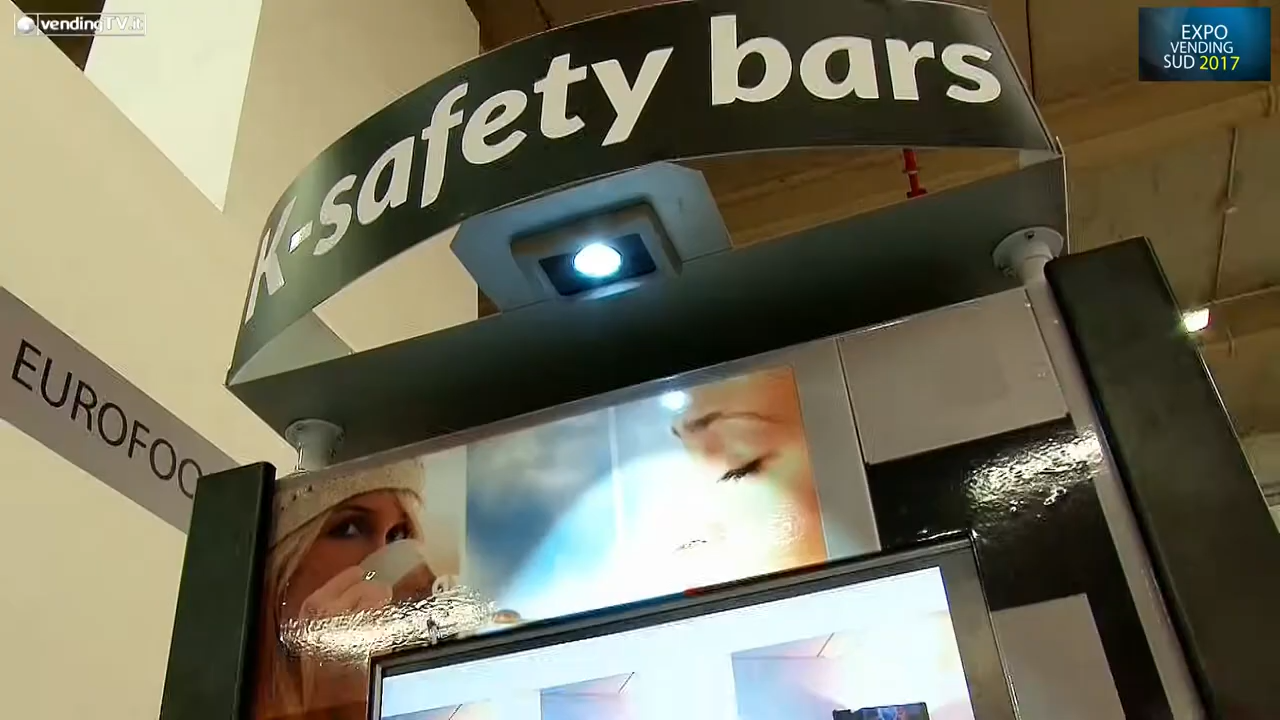 vendingTV.it
EXPO
VENDING
SUD 2017
X-safety bars
EUROFOO